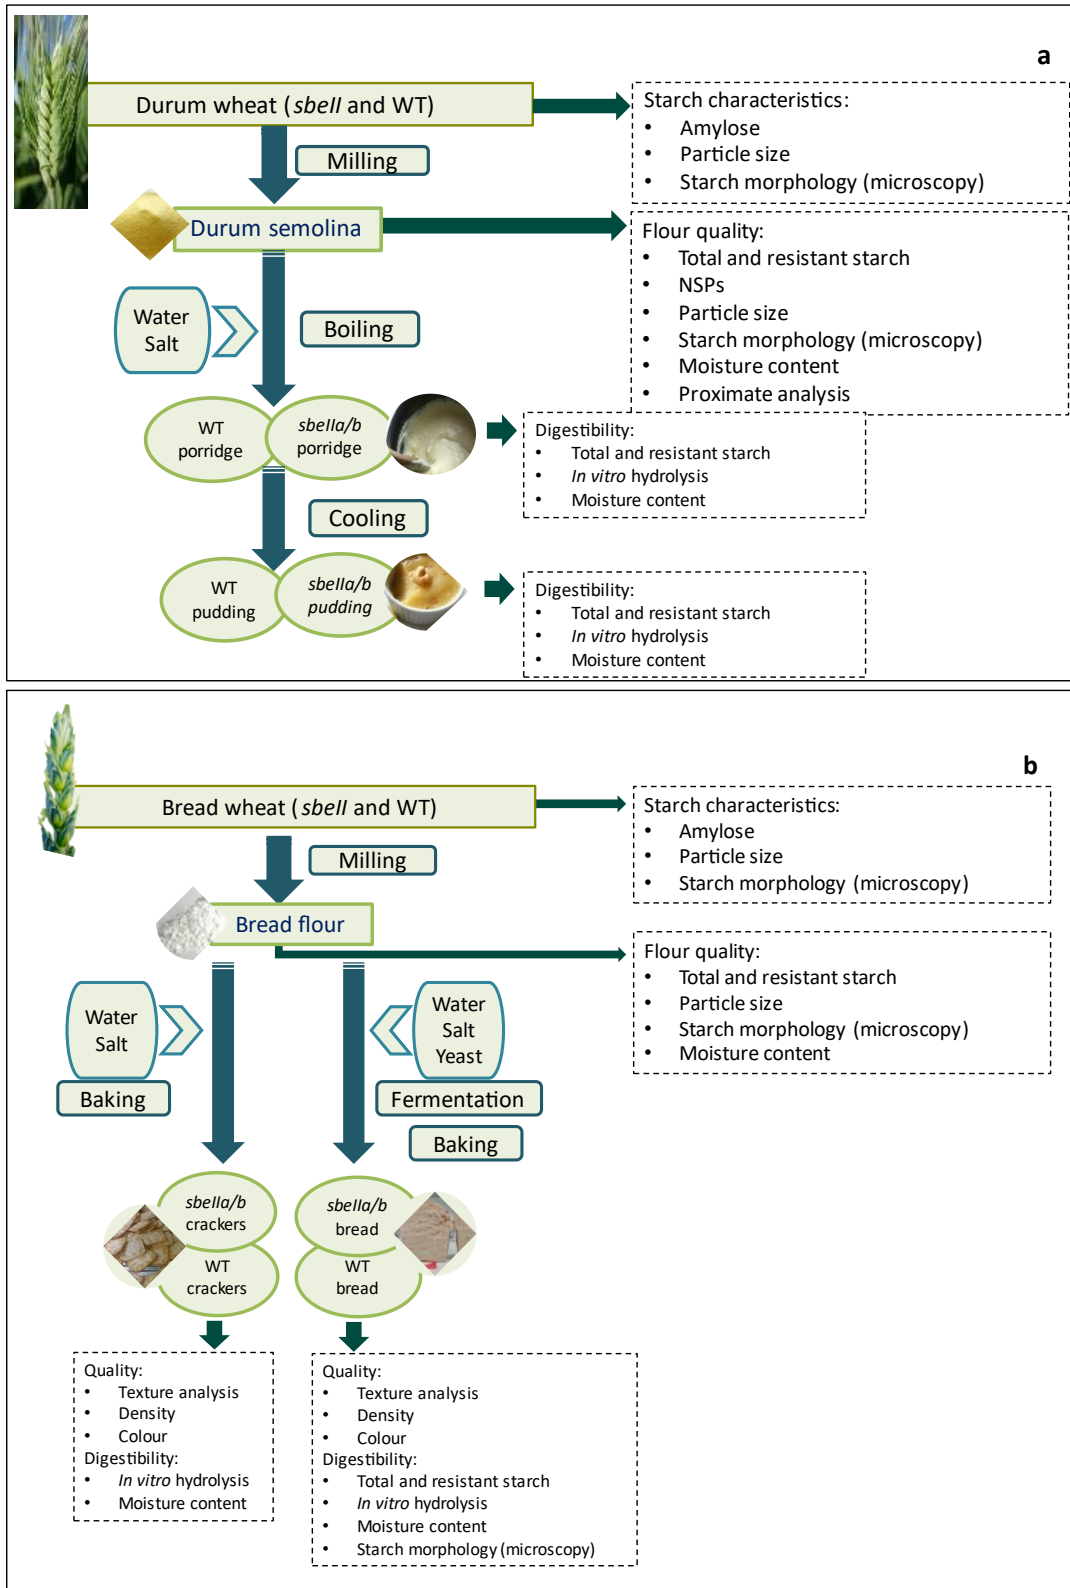 a
Durum wheat (sbeII and WT)
Starch characteristics:
• Amylose
• Particle size
• Starch morphology (microscopy)
Milling
Durum semolina
Flour quality:
• Total and resistant starch
• NSPs
• Particle size
• Starch morphology (microscopy)
• Moisture content
• Proximate analysis
Water
Salt
Boiling
WT
porridge
sbeIIa/b
porridge
Digestibility:
• Total and resistant starch
• In vitro hydrolysis
• Moisture content
Cooling
WT
pudding
sbeIIa/b
pudding
Digestibility:
• Total and resistant starch
• In vitro hydrolysis
• Moisture content
b
Bread wheat (sbeII and WT)
Starch characteristics:
• Amylose
• Particle size
• Starch morphology (microscopy)
Milling
Bread flour
Flour quality:
• Total and resistant starch
• Particle size
• Starch morphology (microscopy)
• Moisture content
Water
Salt
Baking
Water
Salt
Yeast
Fermentation
Baking
sbeIIa/b
crackers
WT
crackers
sbeIIa/b
bread
WT
bread
Quality:
• Texture analysis
• Density
• Colour
Digestibility:
• In vitro hydrolysis
• Moisture content
Quality:
• Texture analysis
• Density
• Colour
Digestibility:
• Total and resistant starch
• In vitro hydrolysis
• Moisture content
• Starch morphology (microscopy)